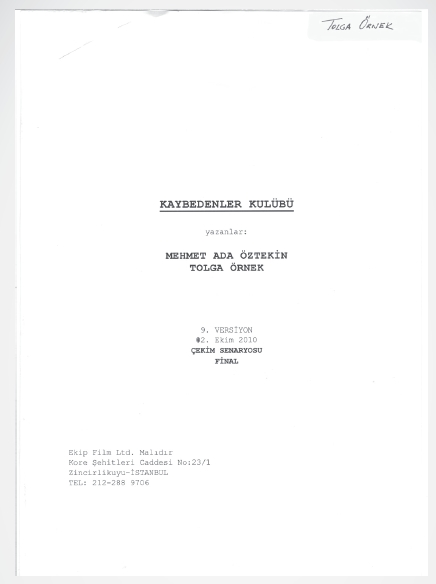 TOLGA ÖRNEK
KAYBEDENLER KULÜBÜ
yazanlar:
MEHMET ADA ÖZTEKİN
TOLGA ÖRNEK
9. VERSİYON
02. Ekim 2010
ÇEKİM SENARYOSU
FİNAL
Ekip Film Ltd. Malıdır
Kore Şehitleri Caddesi No:23/1
Zincirlikuyu-İSTANBUL
TEL: 212-288 9706